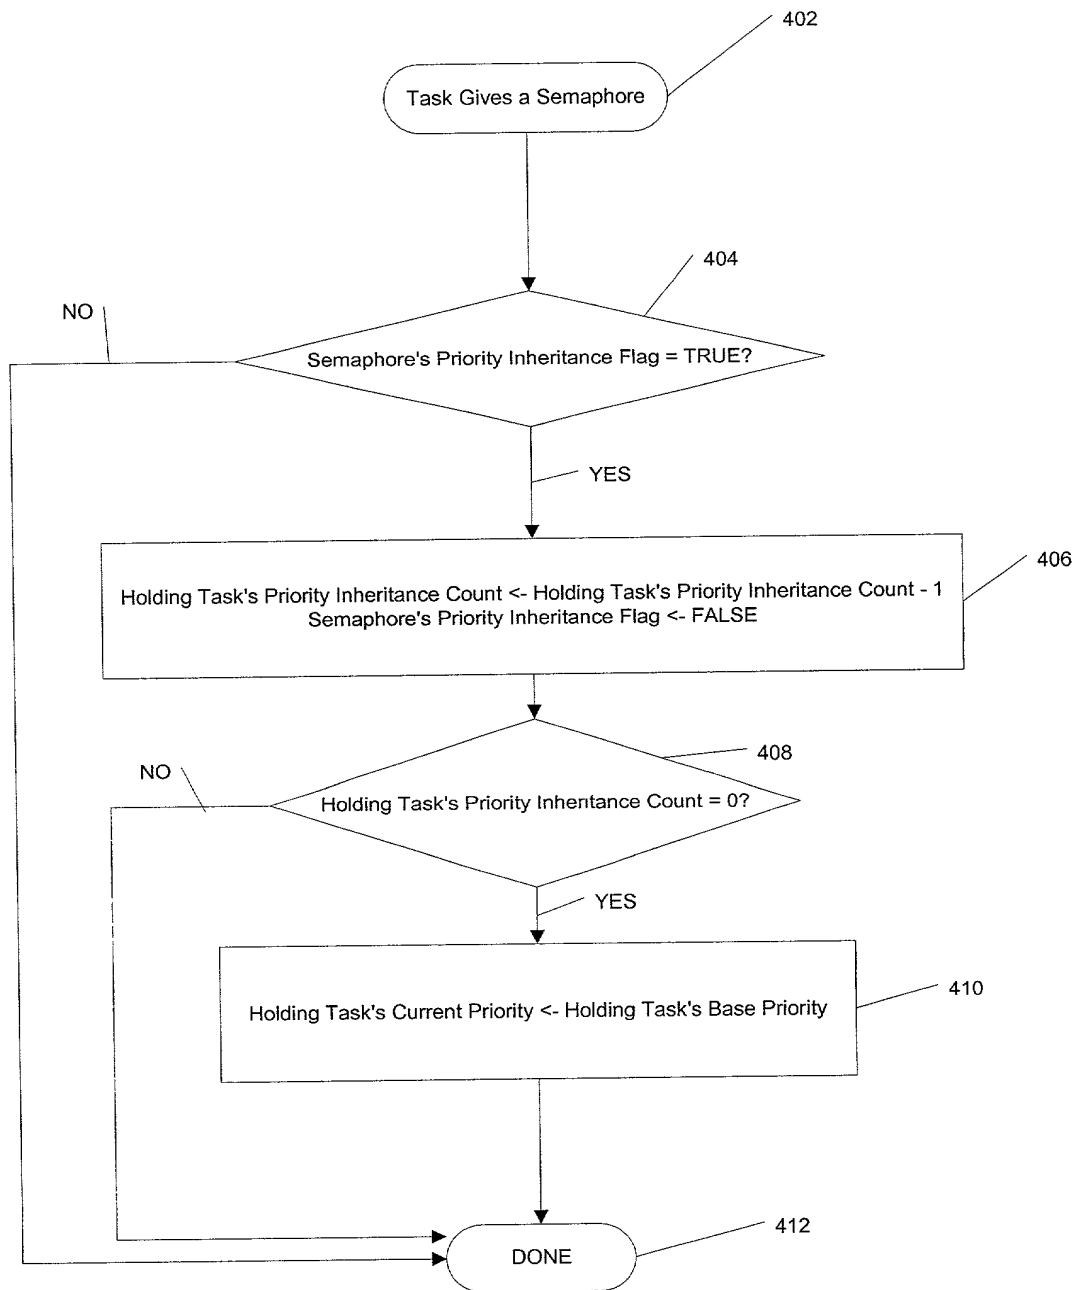 402
Task Gives a Semaphore
404
NO
Semaphore's Priority Inheritance Flag = TRUE?
YES
406
Holding Task's Priority Inheritance Count <- Holding Task's Priority Inheritance Count - 1
Semaphore's Priority Inheritance Flag <- FALSE
408
NO
Holding Task's Priority Inheritance Count = 0?
YES
410
Holding Task's Current Priority <- Holding Task's Base Priority
412
DONE